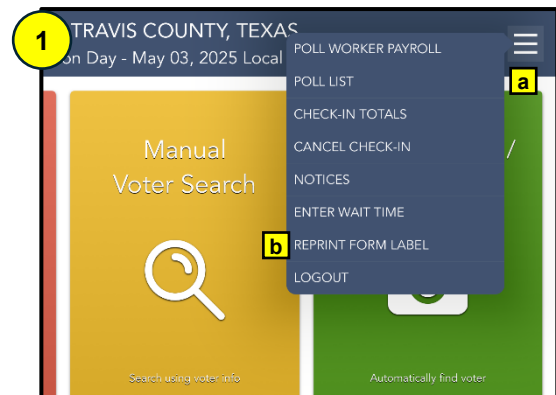 1
TRAVIS COUNTY, TEXAS
on Day - May 03, 2025 Local
a
POLL WORKER PAYROLL
POLL LIST
CHECK-IN TOTALS
CANCEL CHECK-IN
NOTICES
ENTER WAIT TIME
b
REPRINT FORM LABEL
LOGOUT
Manual
Voter Search
Search using voter info
/
Automatically find voter